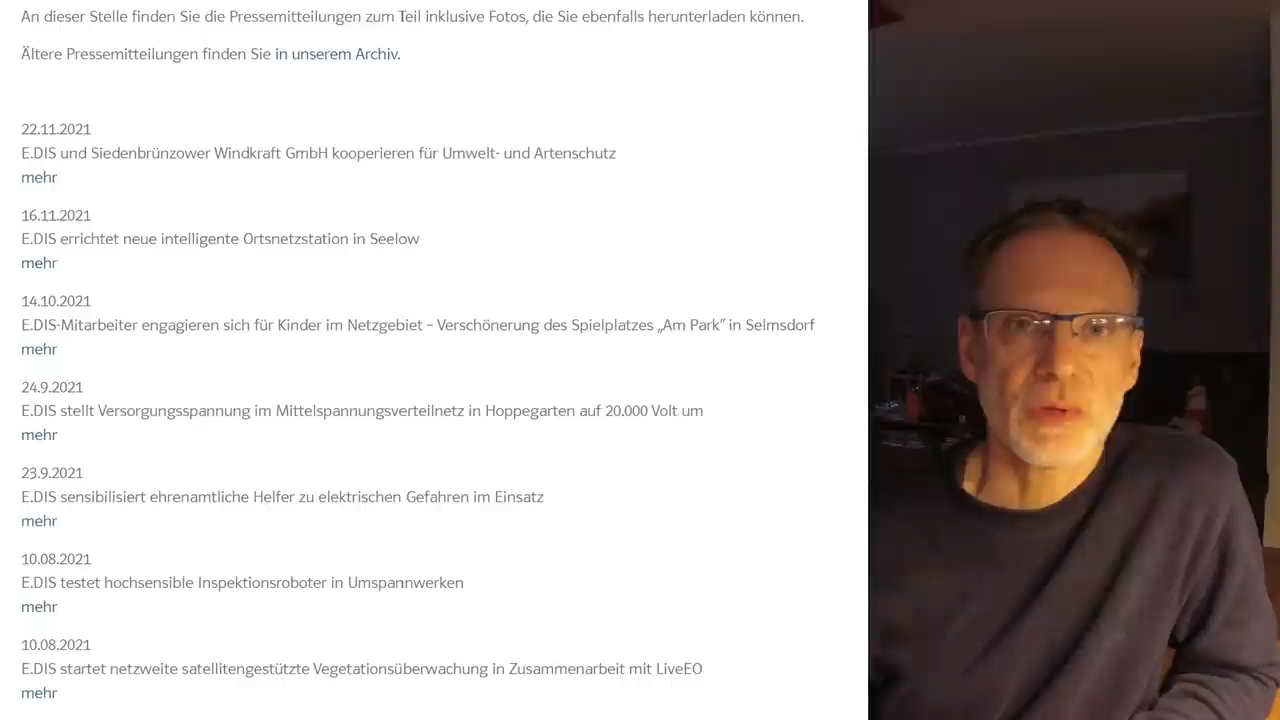 An dieser Stelle finden Sie die Pressemitteilungen zum Teil inklusive Fotos, die Sie ebenfalls herunterladen können.
Ältere Pressemitteilungen finden Sie in unserem Archiv.
22.11.2021
E.DIS und Siedenbrünzower Windkraft GmbH kooperieren für Umwelt- und Artenschutz
mehr
16.11.2021
E.DIS errichtet neue intelligente Ortsnetzstation in Seelow
mehr
14.10.2021
E.DIS-Mitarbeiter engagieren sich für Kinder im Netzgebiet – Verschönerung des Spielplatzes „Am Park” in Selmsdorf
mehr
24.9.2021
E.DIS stellt Versorgungsspannung im Mittelspannungsverteilnetz in Hoppegarten auf 20.000 Volt um
mehr
23.9.2021
E.DIS sensibilisiert ehrenamtliche Helfer zu elektrischen Gefahren im Einsatz
mehr
10.08.2021
E.DIS testet hochsensible Inspektionsroboter in Umspannwerken
mehr
10.08.2021
E.DIS startet netzweite satellitengestützte Vegetationsüberwachung in Zusammenarbeit mit LiveEO
mehr